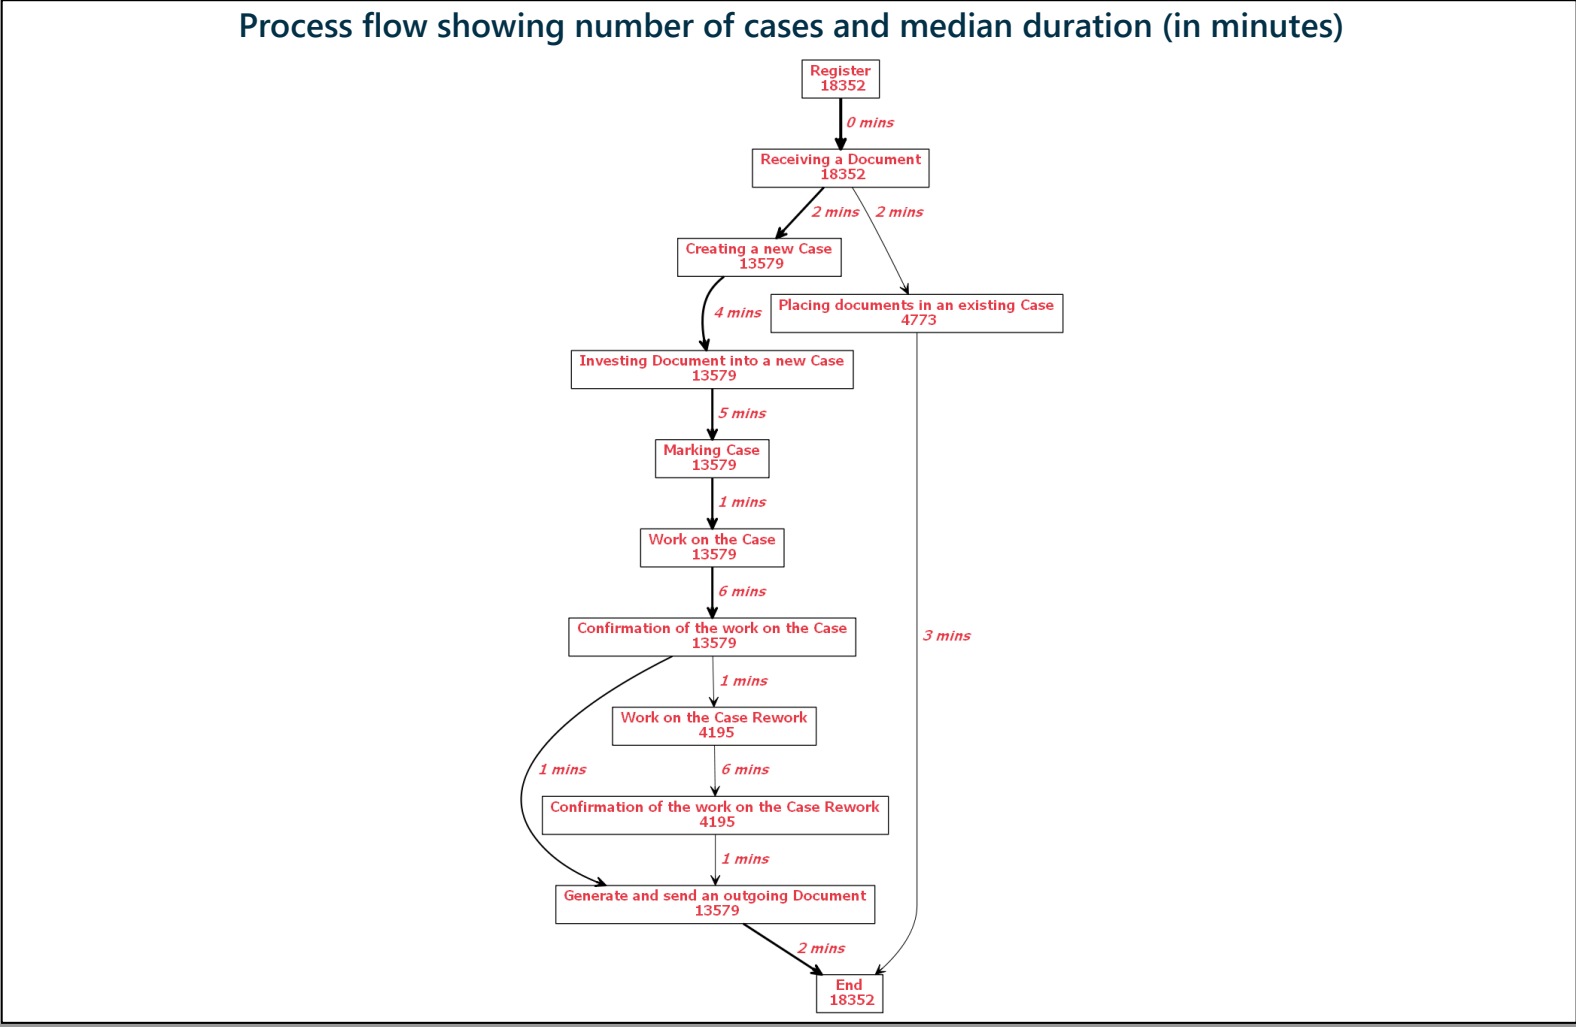 Process flow showing number of cases and median duration (in minutes)
Register
18352
0 mins
Receiving a Document
18352
2 mins
2 mins
Creating a new Case
13579
Placing documents in an existing Case
4773
4 mins
Investing Document into a new Case
13579
5 mins
Marking Case
13579
1 mins
Work on the Case
13579
6 mins
Confirmation of the work on the Case
13579
3 mins
1 mins
Work on the Case Rework
4195
1 mins
6 mins
Confirmation of the work on the Case Rework
4195
1 mins
Generate and send an outgoing Document
13579
2 mins
End
18352